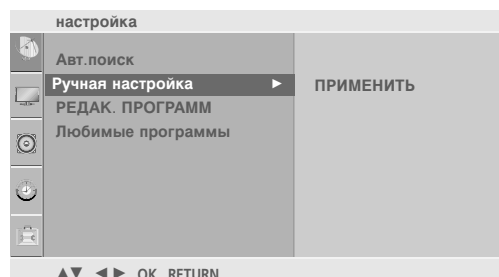 настройка
Авт.поиск
Ручная настройка ►
ПРИМЕНИТЬ
РЕДАК. ПРОГРАММ
Любимые программы
▲▼ ◄► OK RETURN